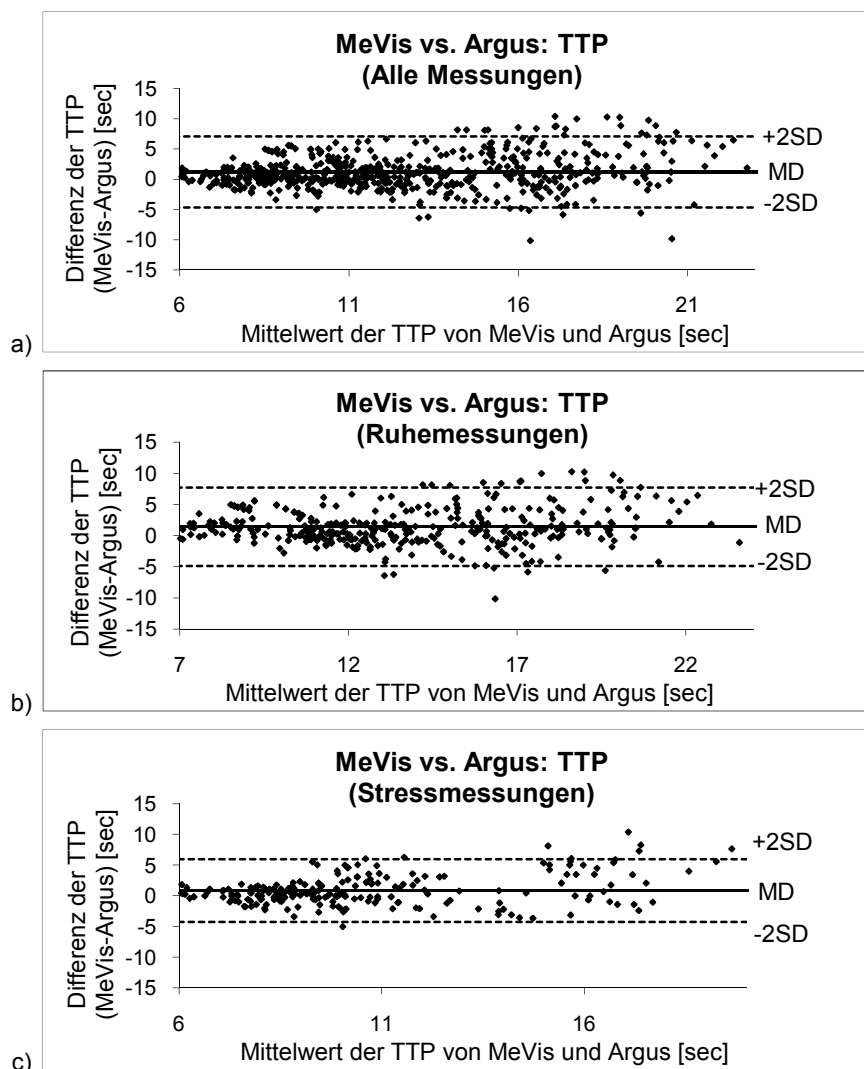 MeVis vs. Argus: TTP
(Alle Messungen)
Differenz der TTP
(MeVis-Argus) [sec]
15
10
5
0
-5
-10
-15
+2SD
MD
-2SD
6 11 16 21
Mittelwert der TTP von MeVis und Argus [sec]
a)
MeVis vs. Argus: TTP
(Ruhemessungen)
Differenz der TTP
(MeVis-Argus) [sec]
15
10
5
0
-5
-10
-15
+2SD
MD
-2SD
7 12 17 22
Mittelwert der TTP von MeVis und Argus [sec]
b)
MeVis vs. Argus: TTP
(Stressmessungen)
Differenz der TTP
(MeVis-Argus) [sec]
15
10
5
0
-5
-10
-15
+2SD
MD
-2SD
6 11 16
Mittelwert der TTP von MeVis und Argus [sec]
c)